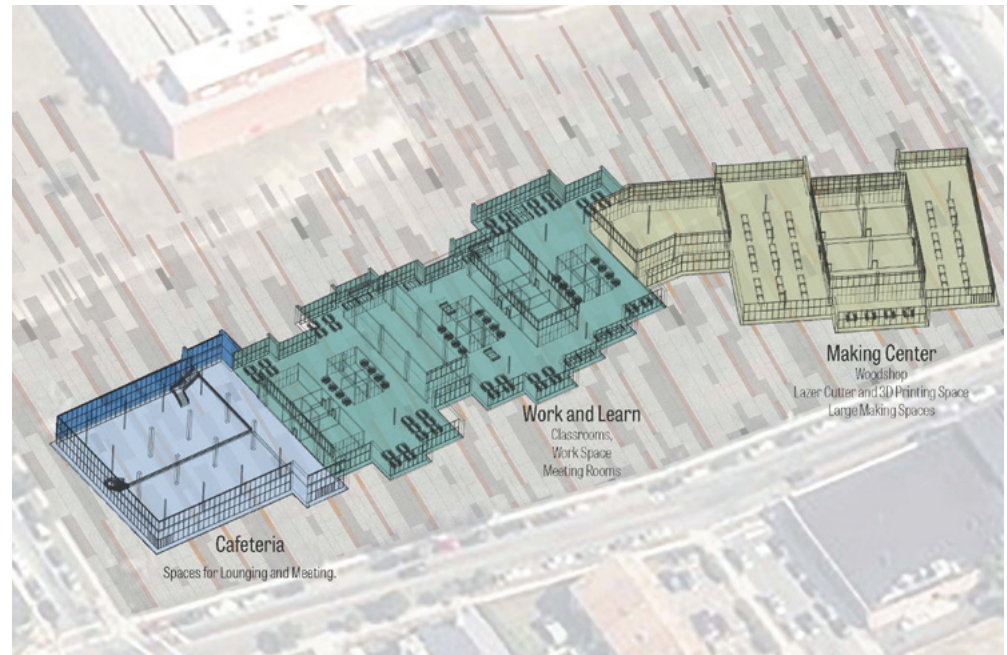 Cafeteria
Spaces for Lounging and Meeting.
Work and Learn
Classrooms,
Work Space
Meeting Rooms
Making Center
Woodshop
Lazer Cutter and 3D Printing Space
Large Making Spaces